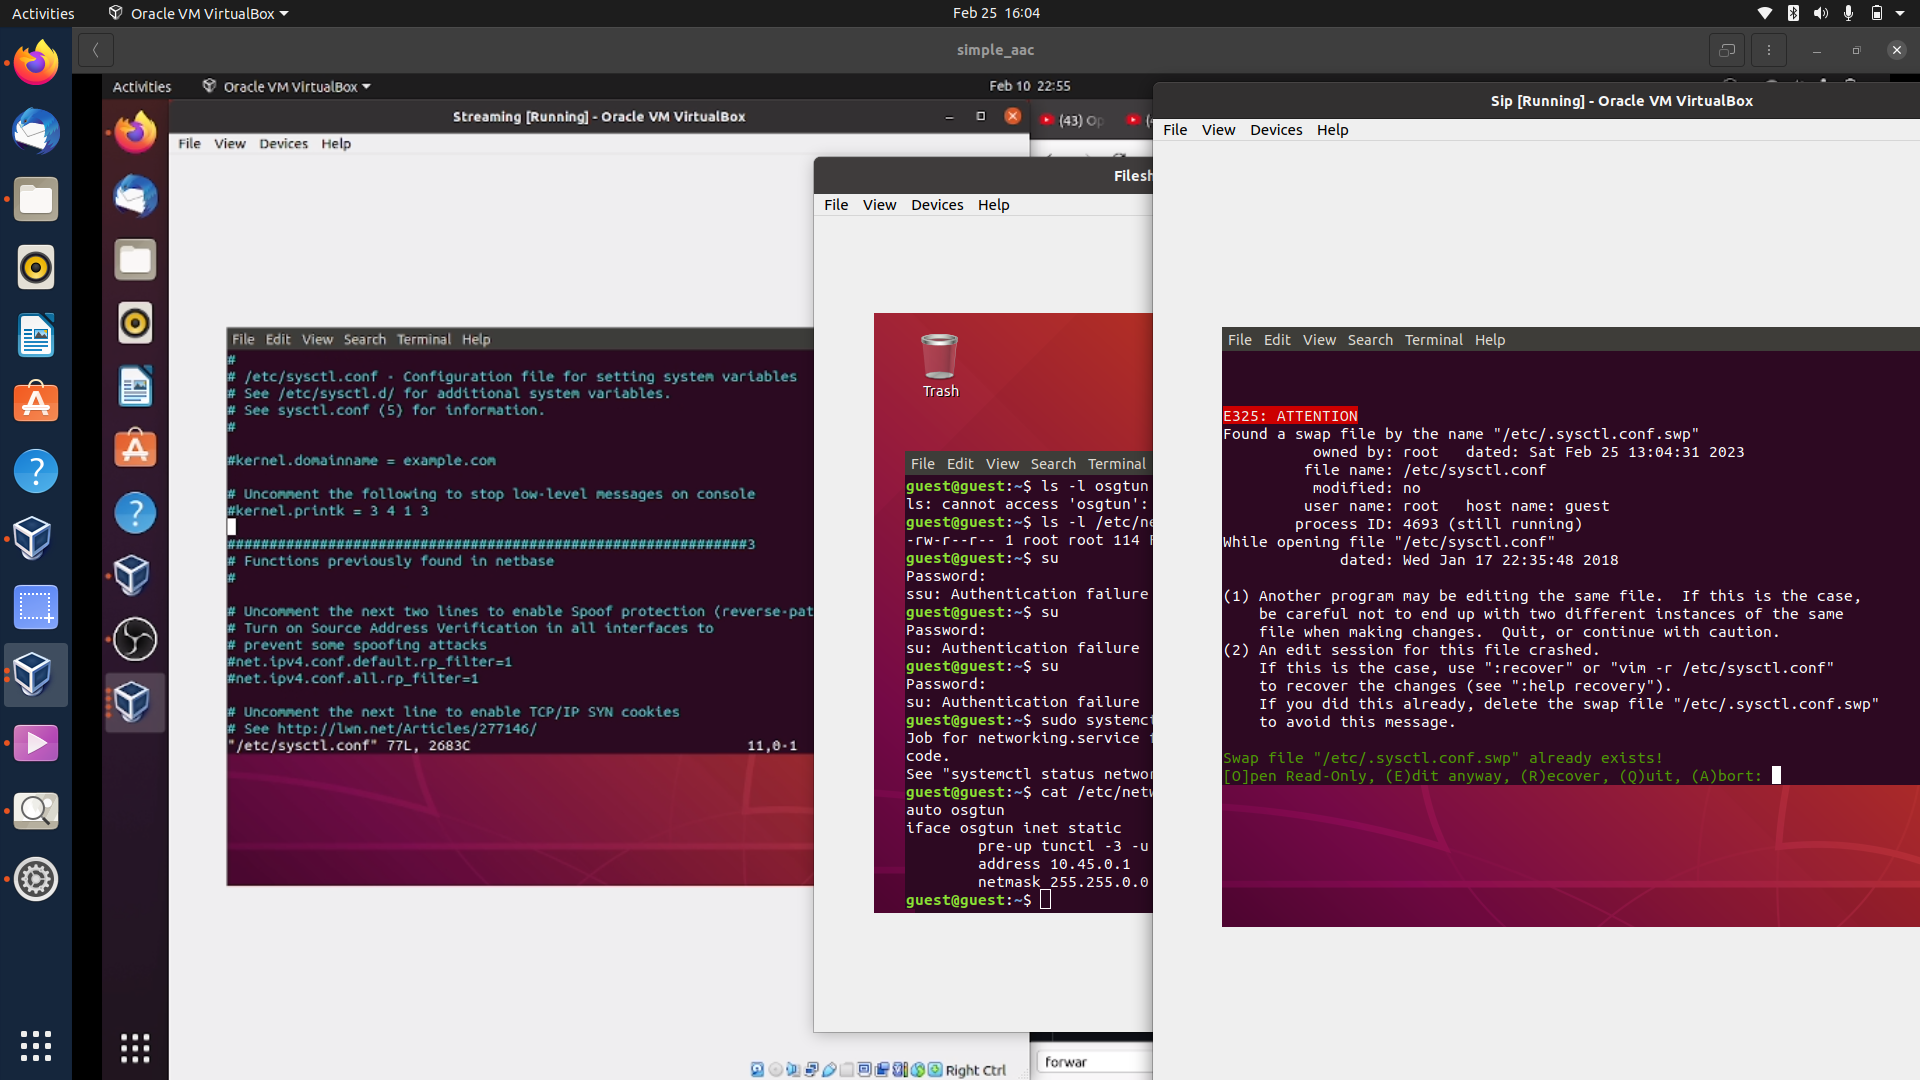 Activities
Oracle VM VirtualBox
Feb 25 16:04
simple_aac
Activities
Oracle VM VirtualBox
Feb 10 22:55
Streaming [Running] - Oracle VM VirtualBox
File View Devices Help
(43) Op
Filesh
File View Devices Help
Sip [Running] - Oracle VM VirtualBox
File View Devices Help
File Edit View Search Terminal Help
#
# /etc/sysctl.conf - Configuration file for setting system variables
# See /etc/sysctl.d/ for additional system variables.
# See sysctl.conf (5) for information.
#
#kernel.domainname = example.com
# Uncomment the following to stop low-level messages on console
#kernel.printk = 3 4 1 3
##############################################################3
# Functions previously found in netbase
#
# Uncomment the next two lines to enable Spoof protection (reverse-pat
# Turn on Source Address Verification in all interfaces to
# prevent some spoofing attacks
#net.ipv4.conf.default.rp_filter=1
#net.ipv4.conf.all.rp_filter=1
# Uncomment the next line to enable TCP/IP SYN cookies
# See http://lwn.net/Articles/277146/
"/etc/sysctl.conf" 77L, 2683C 11,0-1
Right Ctrl
Trash
File Edit View Search Terminal
guest@guest:~$ ls -l osgtun
ls: cannot access 'osgtun':
guest@guest:~$ ls -l /etc/ne
-rw-r--r-- 1 root root 114 F
guest@guest:~$ su
Password:
ssu: Authentication failure
guest@guest:~$ su
Password:
su: Authentication failure
guest@guest:~$ su
Password:
su: Authentication failure
guest@guest:~$ sudo systemct
Job for networking.service f
code.
See "systemctl status networ
guest@guest:~$ cat /etc/netw
auto osgtun
iface osgtun inet static
pre-up tunctl -3 -u
address 10.45.0.1
netmask 255.255.0.0
guest@guest:~$
forwar
File Edit View Search Terminal Help
E325: ATTENTION
Found a swap file by the name "/etc/.sysctl.conf.swp"
owned by: root dated: Sat Feb 25 13:04:31 2023
file name: /etc/sysctl.conf
modified: no
user name: root host name: guest
process ID: 4693 (still running)
While opening file "/etc/sysctl.conf"
dated: Wed Jan 17 22:35:48 2018
(1) Another program may be editing the same file. If this is the case,
be careful not to end up with two different instances of the same
file when making changes. Quit, or continue with caution.
(2) An edit session for this file crashed.
If this is the case, use ":recover" or "vim -r /etc/sysctl.conf"
to recover the changes (see ":help recovery").
If you did this already, delete the swap file "/etc/.sysctl.conf.swp"
to avoid this message.
Swap file "/etc/.sysctl.conf.swp" already exists!
[O]pen Read-Only, (E)dit anyway, (R)ecover, (Q)uit, (A)bort: